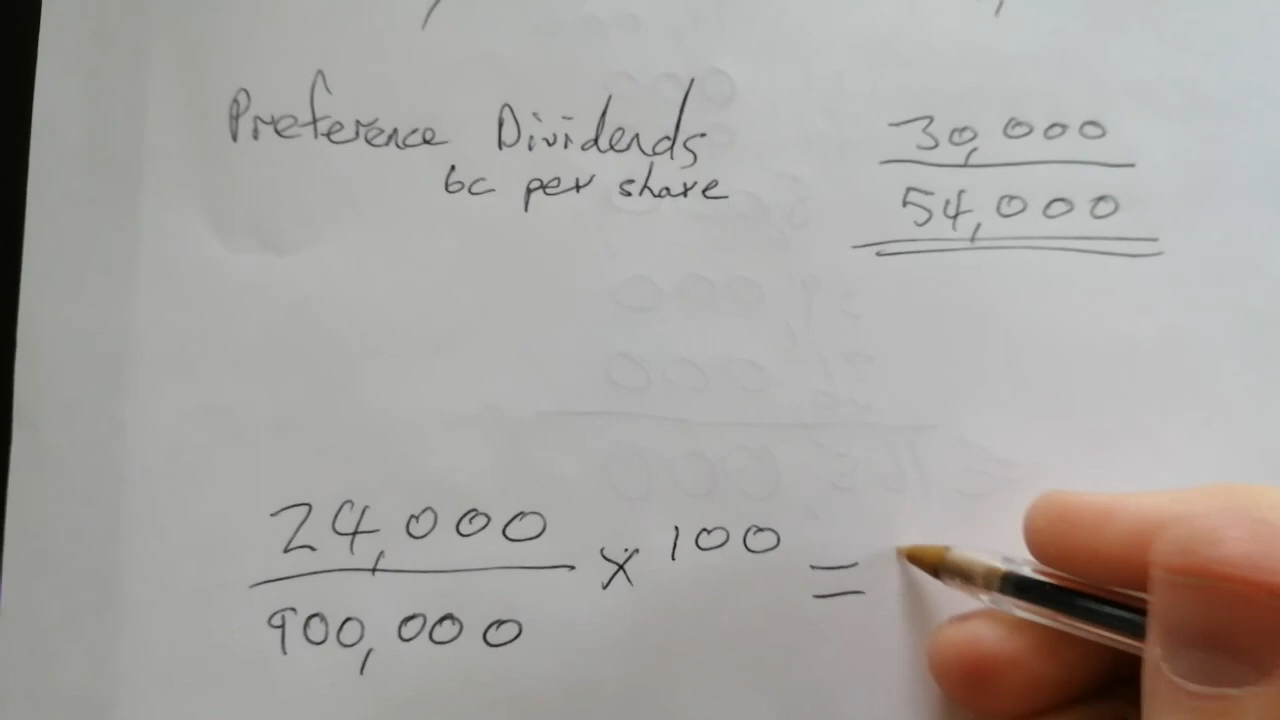 Preference Dividends 30,000
6c per share 54,000
24,000 × 100 =
900,000